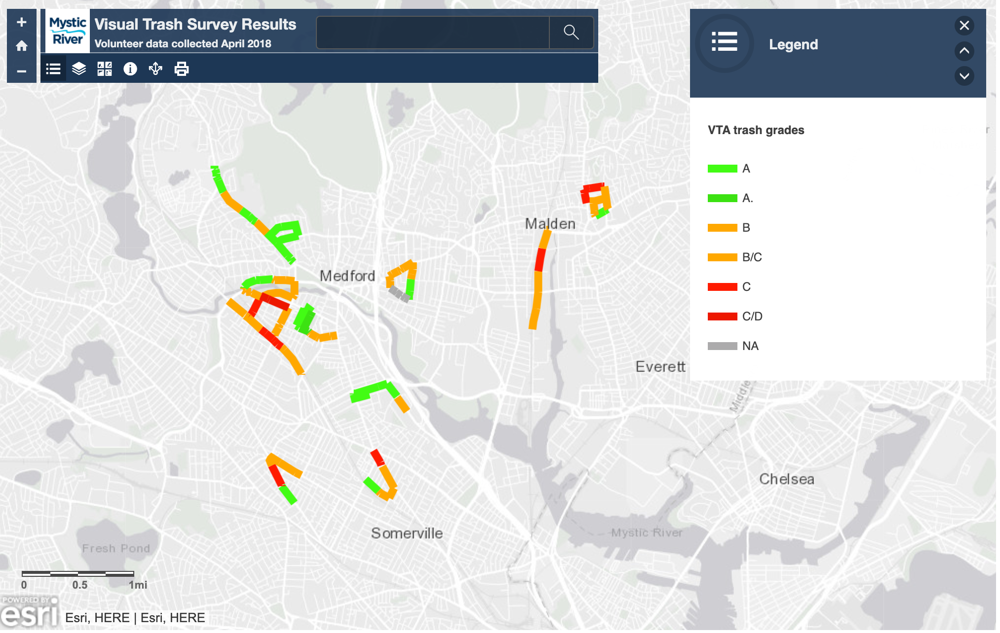 +
Mystic
River
Visual Trash Survey Results
Volunteer data collected April 2018
Legend
VTA trash grades
A
A.
B
B/C
C
C/D
NA
Malden
Medford
Everett
Middle
Chelsea
Mystic River
Somerville
Fresh Pond
0 0.5 1mi
POWERED BY
esri
Esri, HERE | Esri, HERE